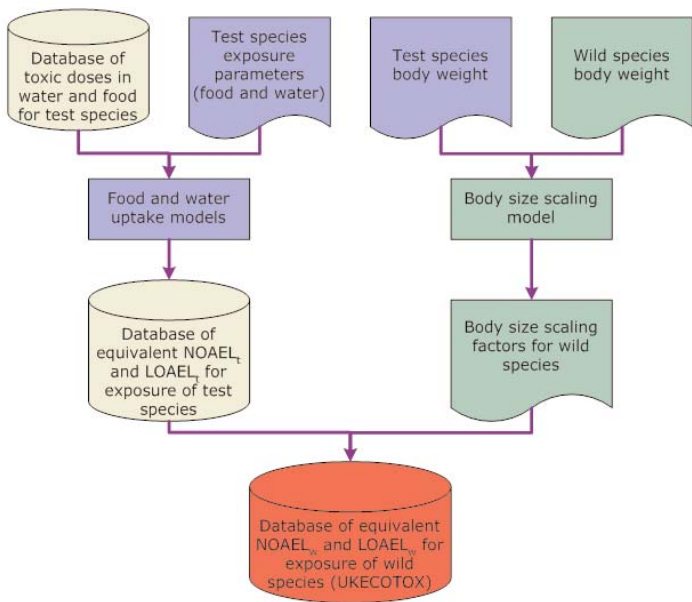 Database of
toxic doses in
water and food
for test species
Test species
exposure
parameters
(food and water)
Test species
body weight
Wild species
body weight
Food and water
uptake models
Body size scaling
model
Database of
equivalent NOAELt
and LOAELt for
exposure of test
species
Body size scaling
factors for wild
species
Database of equivalent
NOAELw and LOAELw for
exposure of wild
species (UKECOTOX)